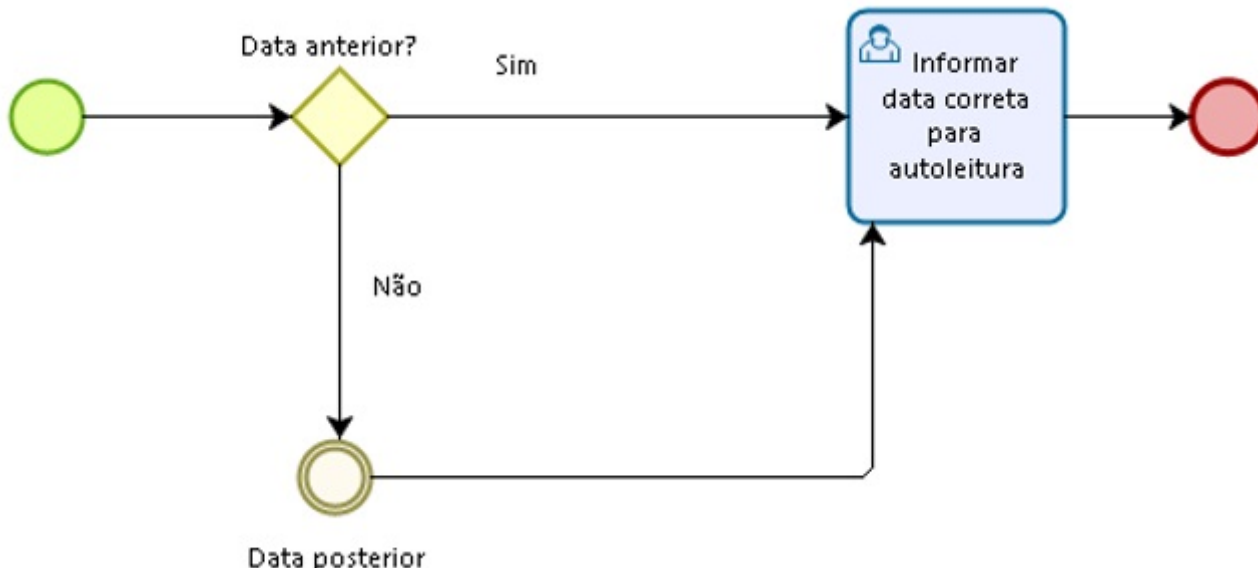 Data anterior?
Sim
Informar
data correta
para
autoleitura
Não
Data posterior